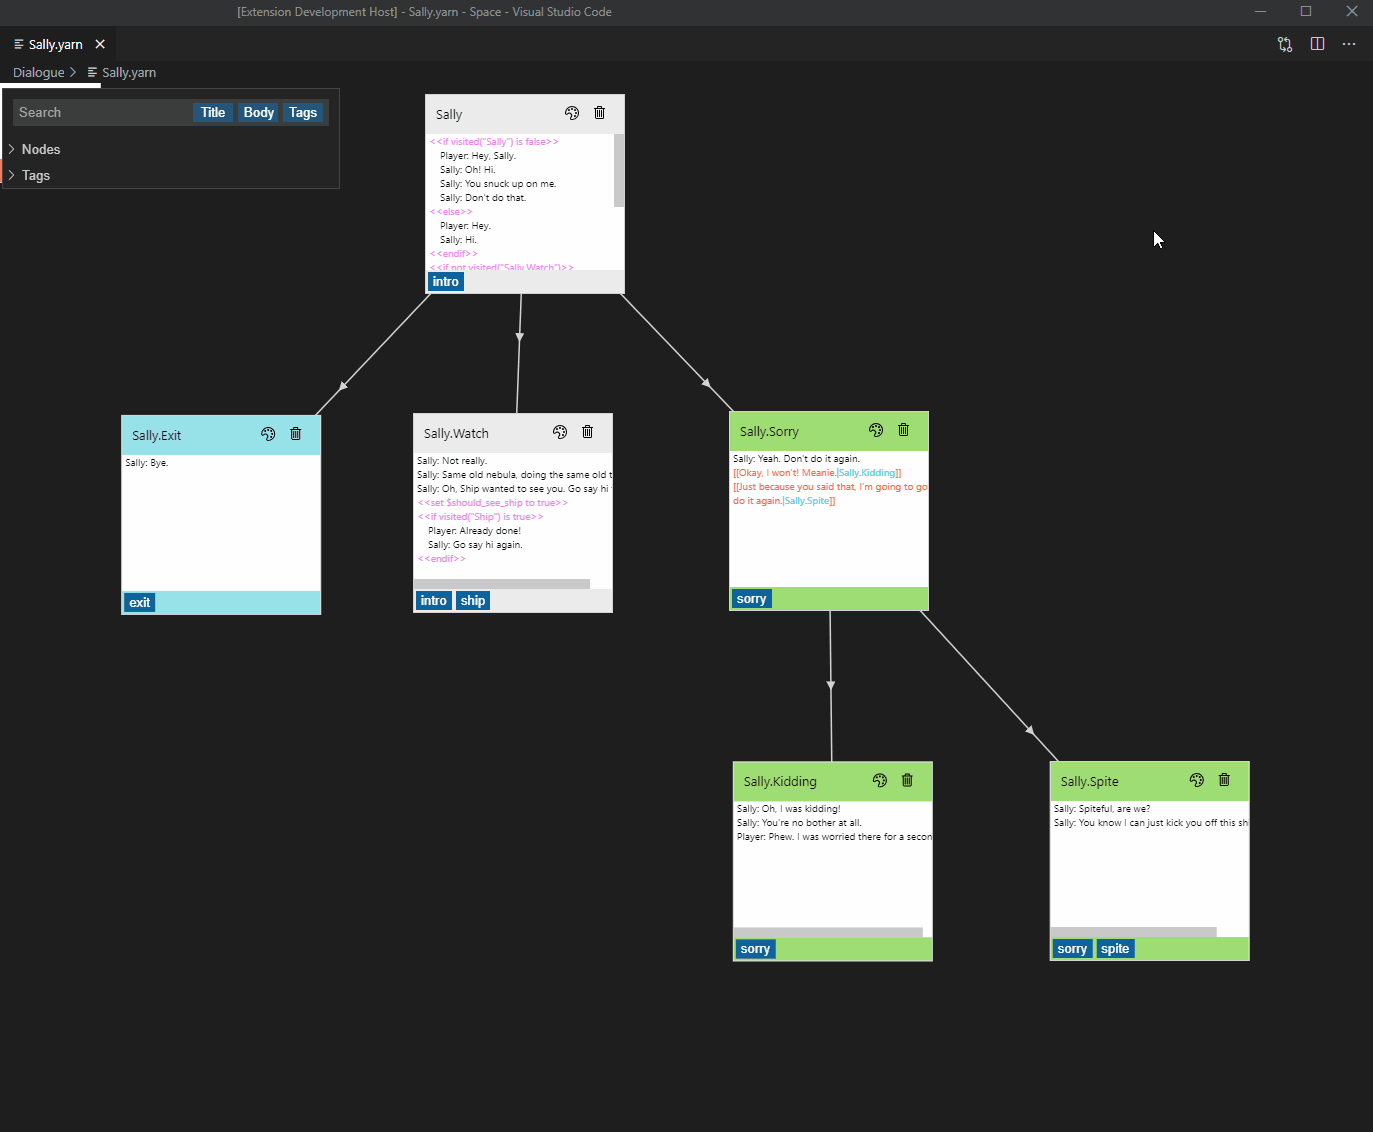 [Extension Development Host] - Sally.yarn - Space - Visual Studio Code
Sally.yarn
Dialogue > Sally.yarn
Search Title Body Tags
Nodes
Tags
Sally
<<if visited("Sally") is false>>
Player: Hey, Sally.
Sally: Oh! Hi.
Sally: You snuck up on me.
Sally: Don't do that.
<<else>>
Player: Hey.
Sally: Hi.
<<endif>>
<<if not visited("Sally.Watch")>>
intro
Sally.Exit
Sally: Bye.
exit
Sally.Watch
Sally: Not really.
Sally: Same old nebula, doing the same old t
Sally: Oh, Ship wanted to see you. Go say hi
<<set $should_see_ship to true>>
<<if visited("Ship") is true>>
Player: Already done!
Sally: Go say hi again.
<<endif>>
intro ship
Sally.Sorry
Sally: Yeah. Don't do it again.
[[Okay, I won't! Meanie.|Sally.Kidding]]
[[Just because you said that, I'm going to go
do it again.|Sally.Spite]]
sorry
Sally.Kidding
Sally: Oh, I was kidding!
Sally: You're no bother at all.
Player: Phew. I was worried there for a secon
sorry
Sally.Spite
Sally: Spiteful, are we?
Sally: You know I can just kick you off this sh
sorry spite